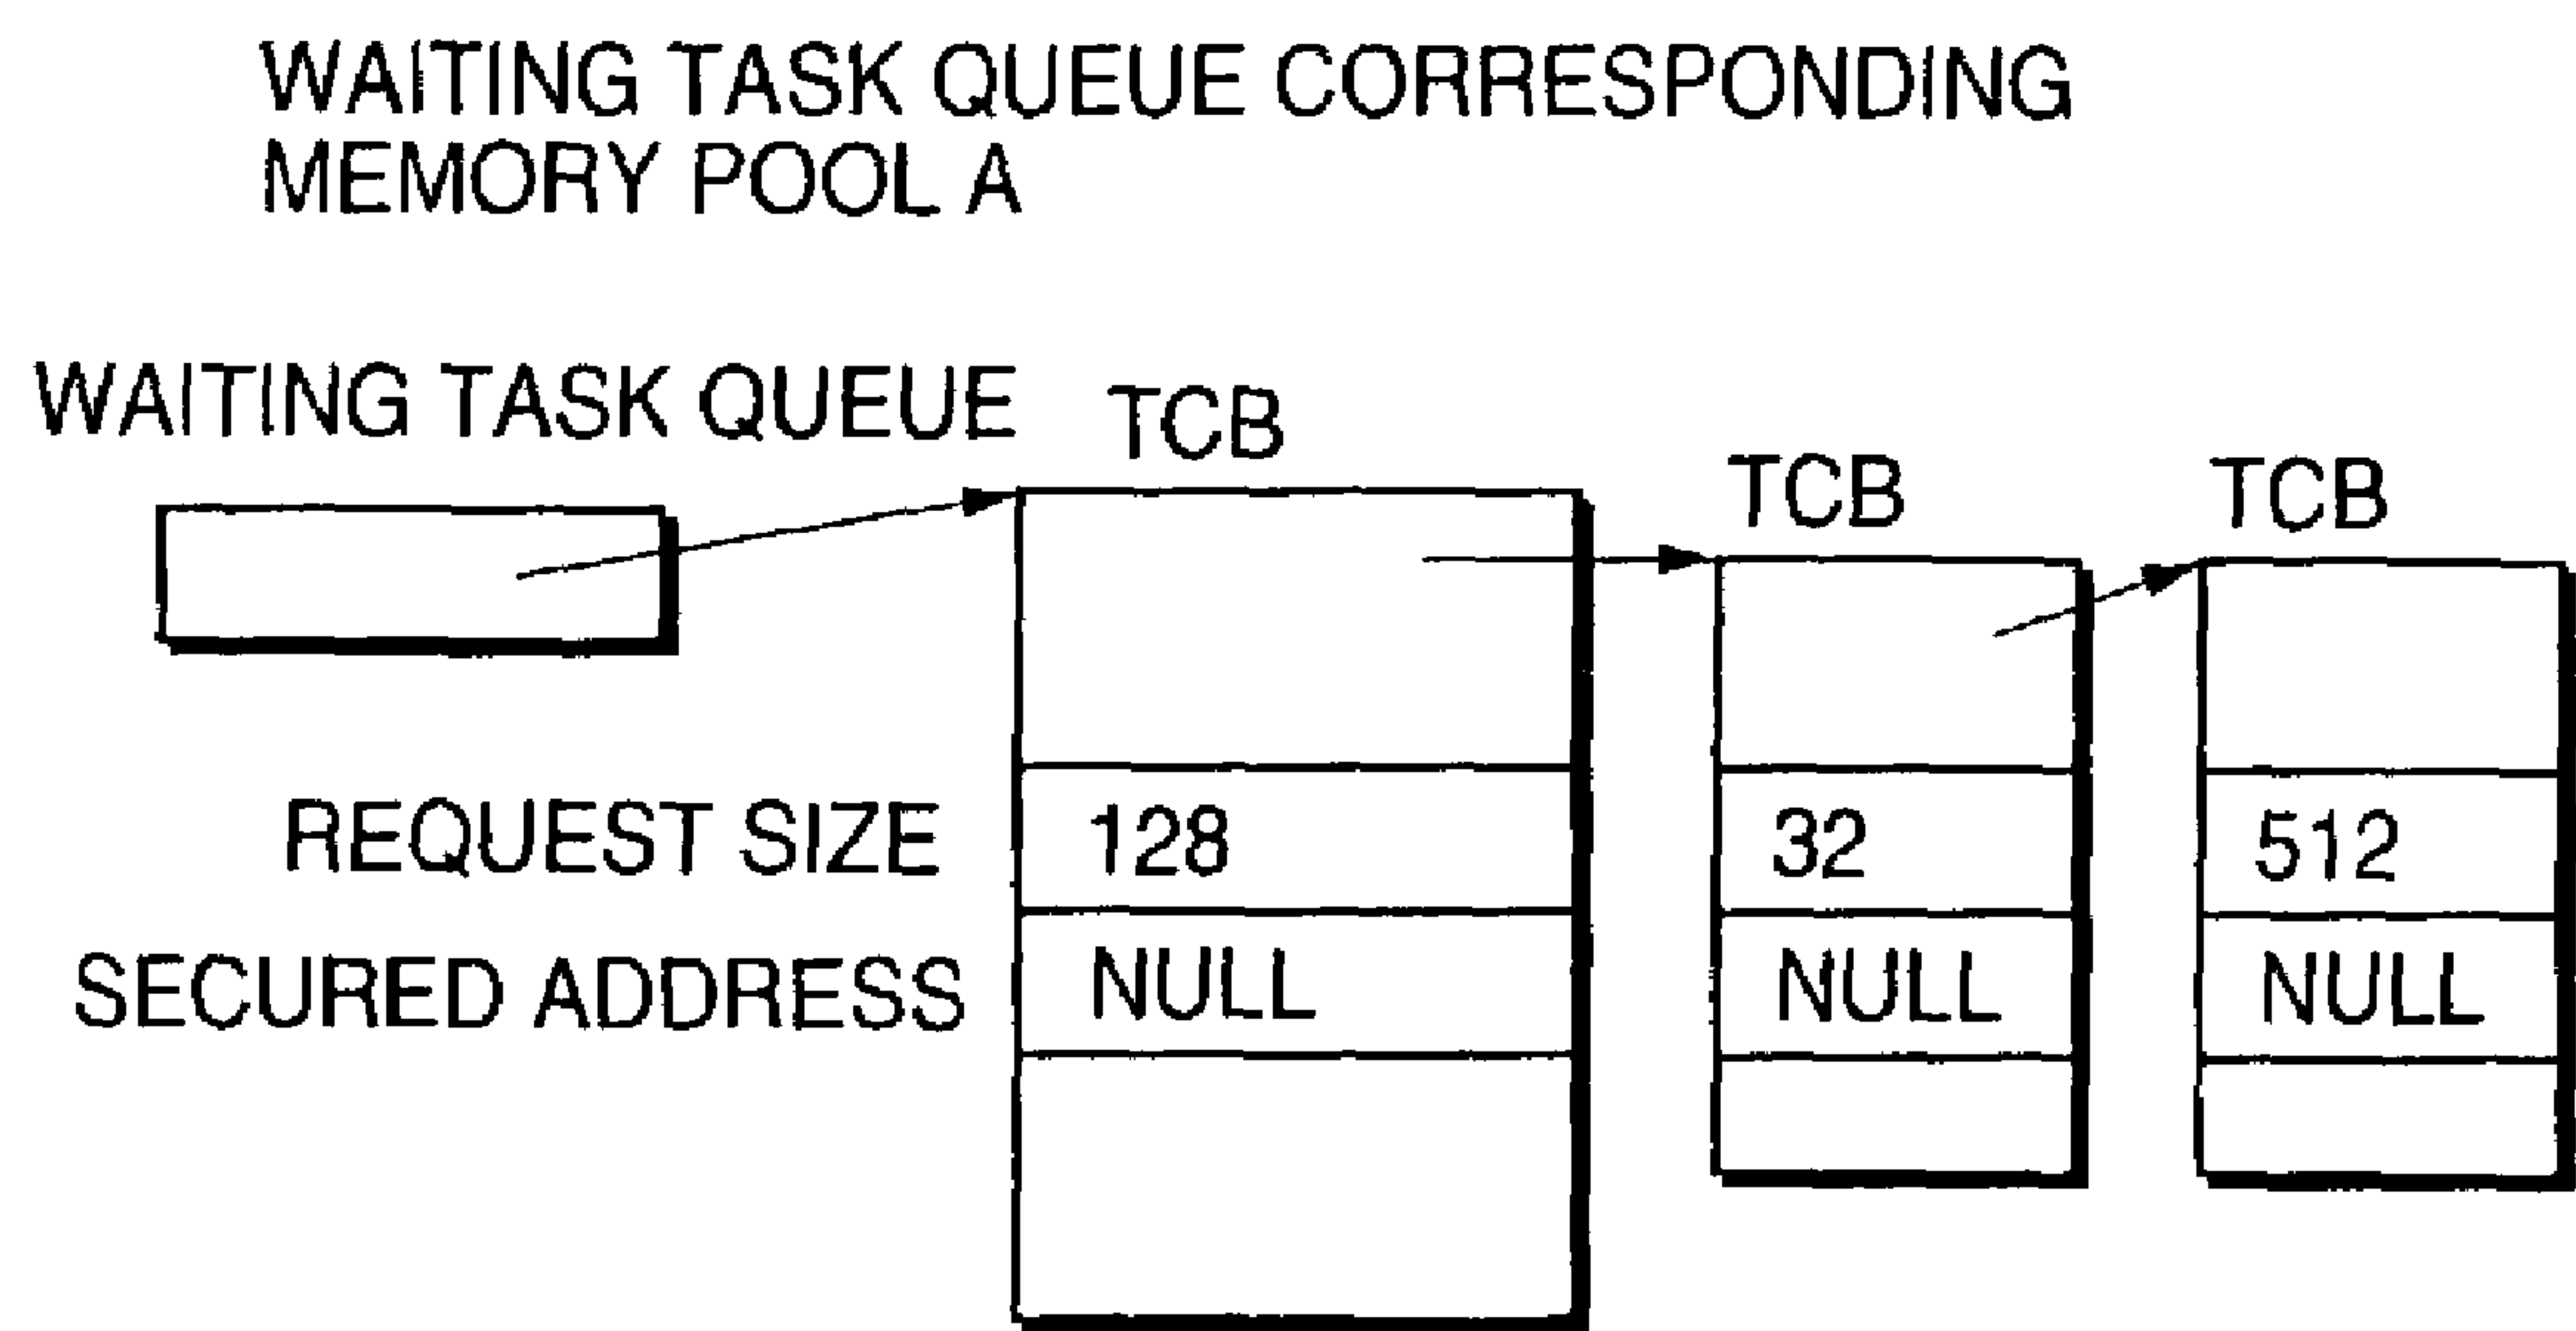 WAITING TASK QUEUE CORRESPONDING
MEMORY POOL A
WAITING TASK QUEUE
TCB
TCB
TCB
REQUEST SIZE
128
32
512
SECURED ADDRESS
NULL
NULL
NULL